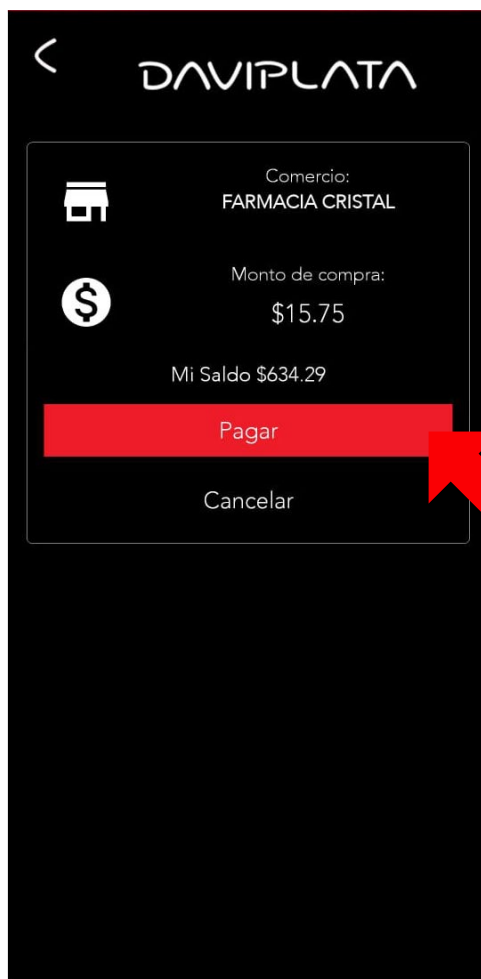 DAVIPLATA
Comercio:
FARMACIA CRISTAL
Monto de compra:
$15.75
Mi Saldo $634.29
Pagar
Cancelar